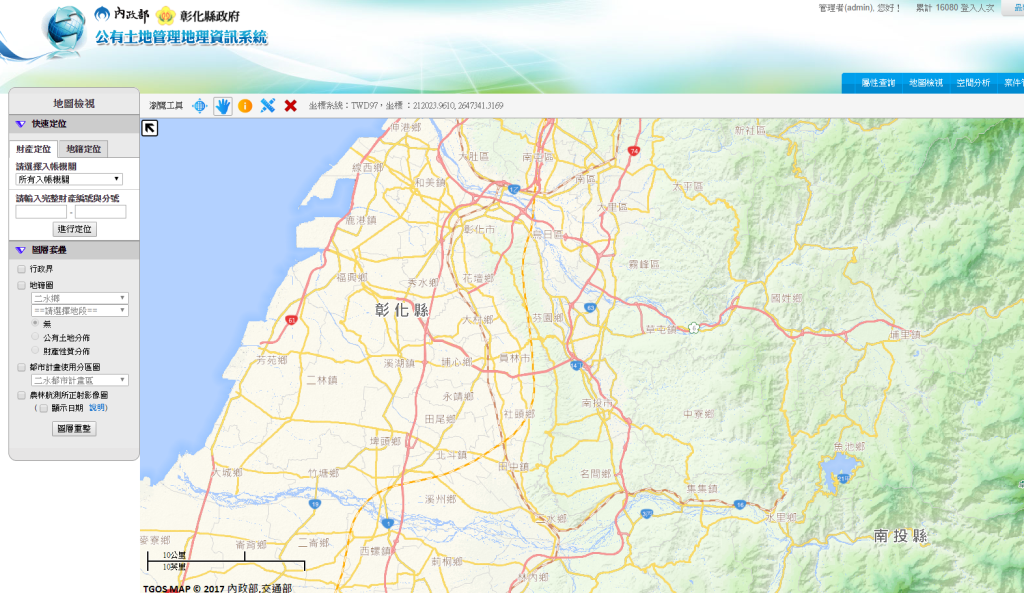 內政部 彰化縣政府
公有土地管理地理資訊系統
管理者(admin), 您好！ 累計 16080 登入人次
屬性查詢 地圖檢視 空間分析 案件
地圖檢視
瀏覽工具 坐標系統：TWD97，坐標 ：212023.9610, 2647341.3169
快速定位
財產定位 地籍定位
請選擇入帳機關
所有入帳機關
請輸入完整財產編號與分號
-
進行定位
圖層套疊
行政界
地籍圖
二水鄉
==請選擇地段==
無
公有土地分佈
財產性質分佈
都市計畫使用分區圖
二水都市計畫區
農林航測所正射影像圖
(顯示日期 說明)
圖層重整
伸港鄉
新社區
大肚區
南屯區
74
線西鄉
和美鎮
南區
太平區
大里區
鹿港鎮
彰化市
烏日區
霧峰區
福興鄉
秀水鄉
花壇鄉
國姓鄉
彰化縣
61
大村鄉
芬園鄉
草屯鎮
埔里鎮
芳苑鄉
溪湖鎮
埔心鄉
員林市
二林鎮
永靖鄉
南投市
田尾鄉
社頭鄉
中寮鄉
埤頭鄉
魚池鄉
北斗鎮
田中鎮
大城鄉
竹塘鄉
名間鄉
溪州鄉
集集鎮
水里鄉
二水鄉
1
南投縣
麥寮鄉
崙背鄉
二崙鄉
西螺鎮
莿桐鄉
林內鄉
10公里
10英里
TGOS MAP © 2017 內政部,交通部